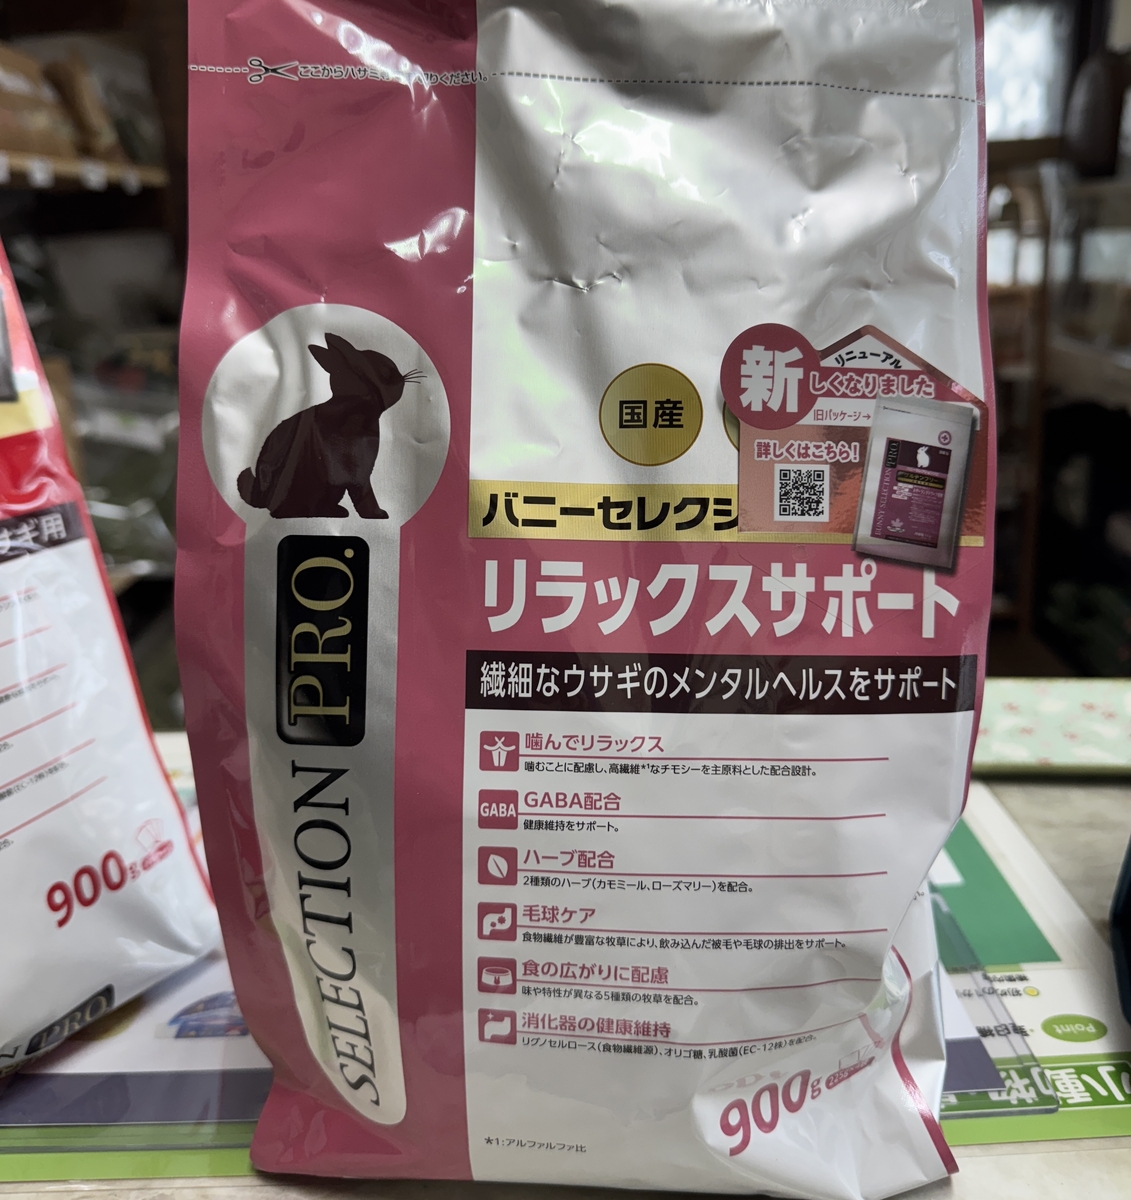 ここからハサミ
りください。
国産
新
リニューアル
しくなりました
旧パッケージ→
詳しくはこちら!
バニーセレクシ
リラックスサポート
繊細なウサギのメンタルヘルスをサポート
SELECTION PRO.
噛んでリラックス
噛むことに配慮し、高繊維*1なチモシーを主原料とした配合設計。
GABA
GABA配合
健康維持をサポート。
ハーブ配合
2種類のハーブ(カモミール、ローズマリー)を配合。
毛球ケア
食物繊維が豊富な牧草により、飲み込んだ被毛や毛球の排出をサポート。
食の広がりに配慮
味や特性が異なる5種類の牧草を配合。
消化器の健康維持
リグノセルロース(食物繊維源)、オリゴ糖、乳酸菌(EC-12株)を
900g
*1:アルファルファ比
ギ用
900g
PRO.
Point
小動物